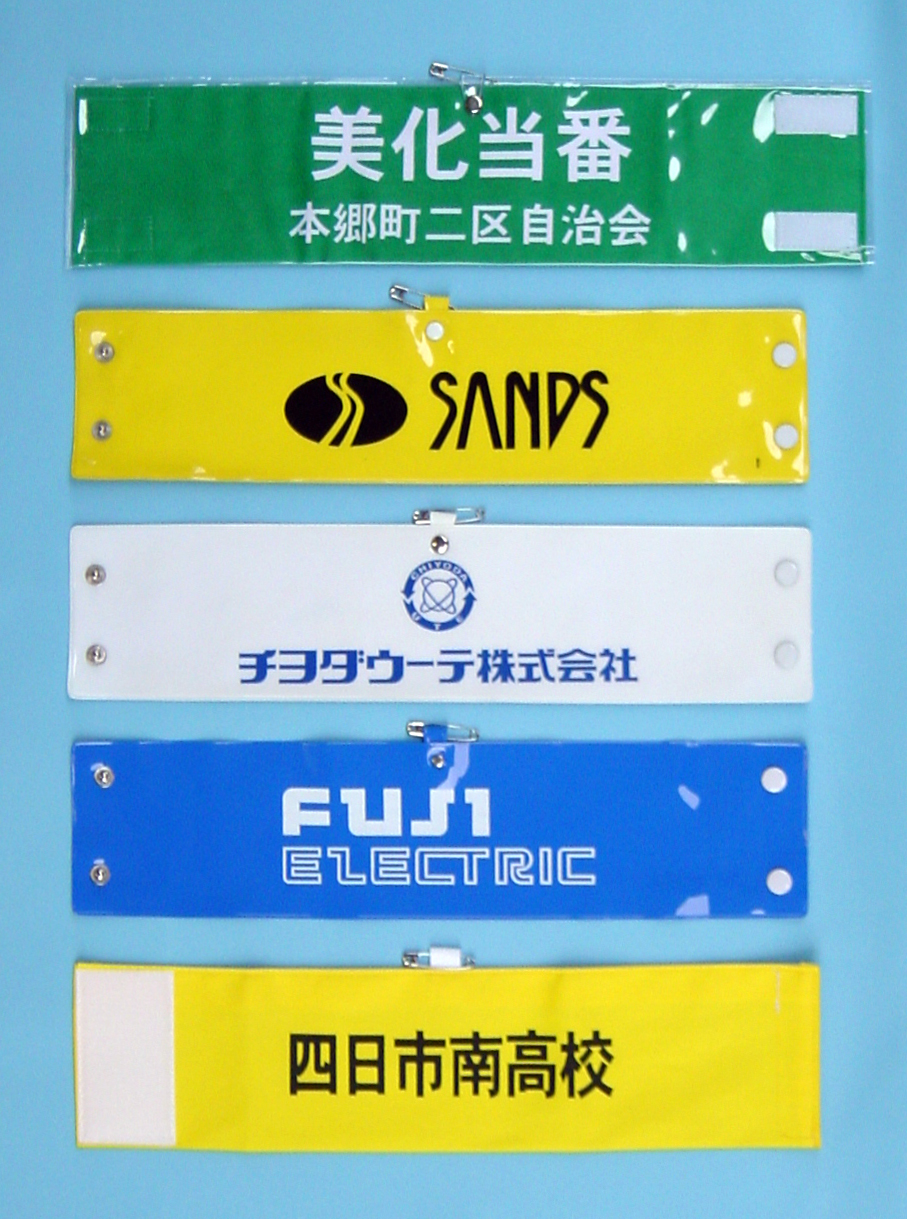 美化当番
本郷町二区自治会
SANDS
CHIYODA
UTE
チヨダウーテ株式会社
FUJI
ELECTRIC
四日市南高校